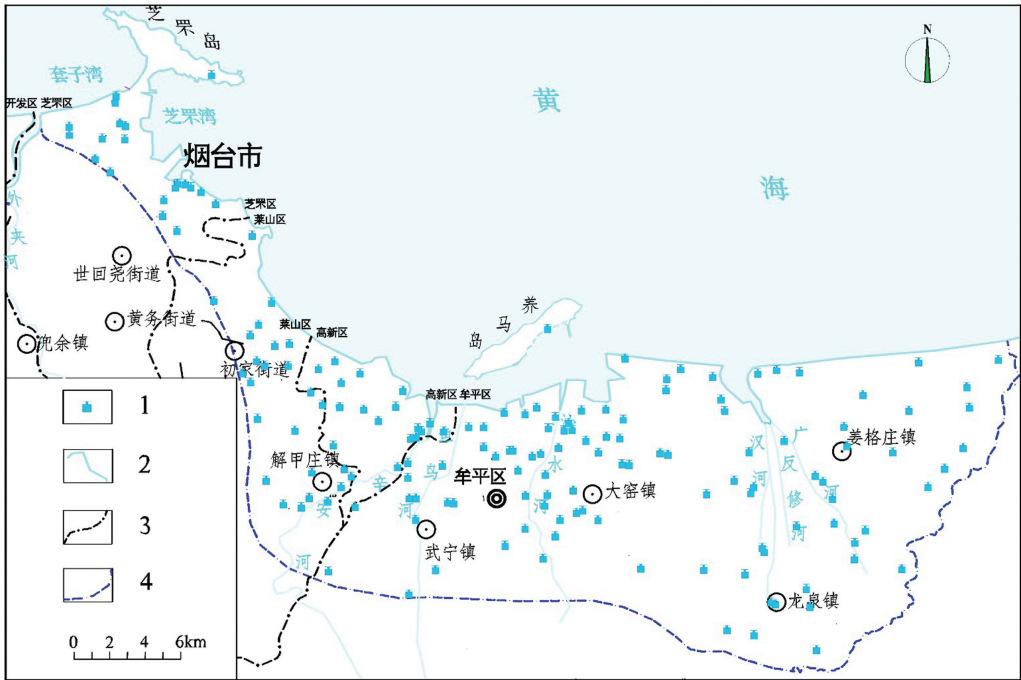 芝罘岛
N
套子湾
黄
开发区 芝罘区
芝罘湾
烟台市
海
外夹河
芝罘区
莱山区
世回尧街道
养马岛
黄务街道
莱山区
高新区
兜余镇
初家街道
高新区 牟平区
1
2
3
4
解甲庄镇
辛安河
乌河
牟平区
水河
大窑镇
武宁镇
汉河
广反修河
河
姜格庄镇
龙泉镇
0 2 4 6km